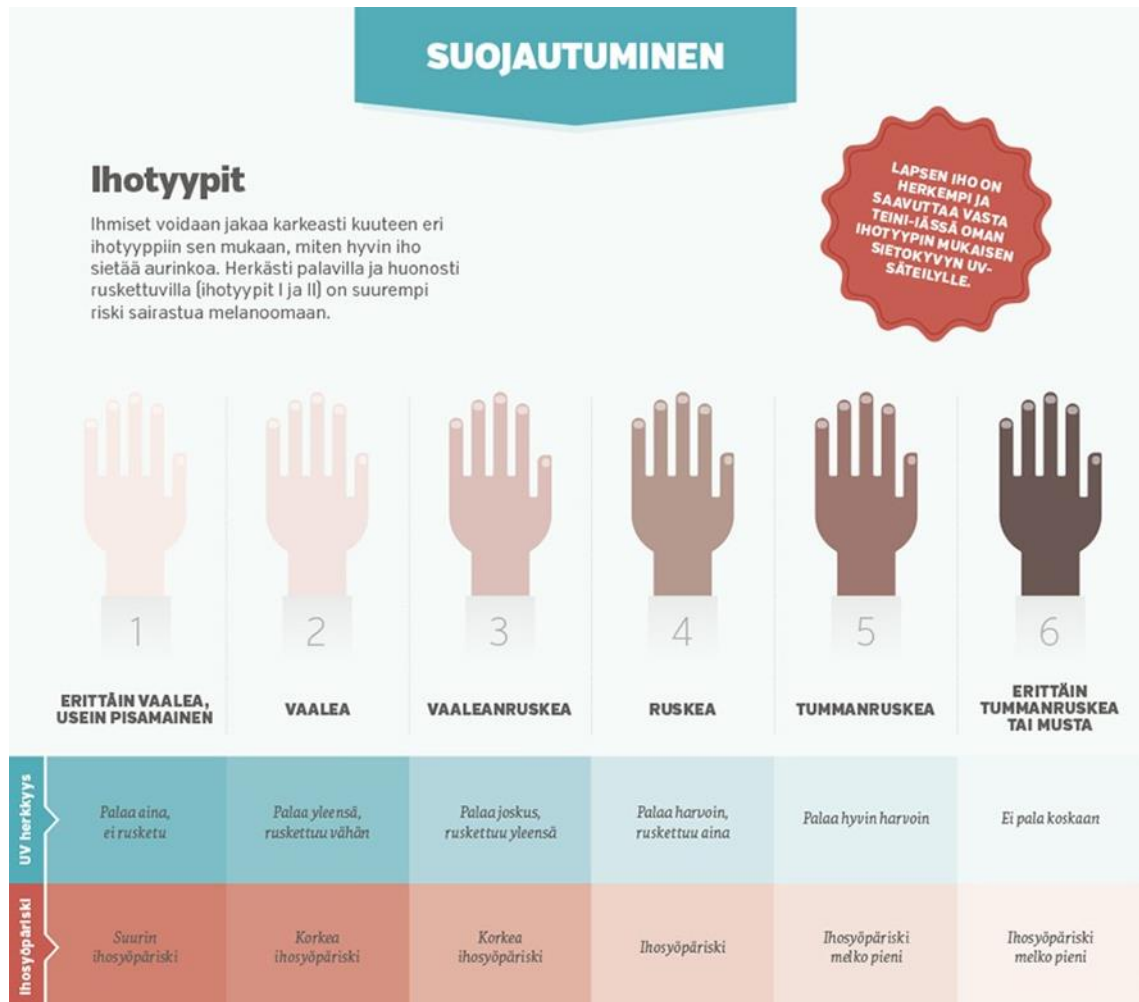 SUOJAUTUMINEN
Ihotyypit
Ihmiset voidaan jakaa karkeasti kuuteen eri
ihotyyppiin sen mukaan, miten hyvin iho
sietää aurinkoa. Herkästi palavilla ja huonosti
ruskettuvilla (ihotyypit I ja II) on suurempi
riski sairastua melanoomaan.
LAPSEN IHO ON
HERKEMPI JA
SAAVUTTAA VASTA
TEINI-IÄSSÄ OMAN
IHOTYYPIN MUKAISEN
SIETOKYVYN UV-
SÄTEILYLLE.
1
2
3
4
5
6
ERITTÄIN VAALEA,
USEIN PISAMAINEN
VAALEA
VAALEANRUSKEA
RUSKEA
TUMMANRUSKEA
ERITTÄIN
TUMMANRUSKEA
TAI MUSTA
UV herkkyys
Palaa aina,
ei rusketu
Palaa yleensä,
ruskettuu vähän
Palaa joskus,
ruskettuu yleensä
Palaa harvoin,
ruskettuu aina
Palaa hyvin harvoin
Ei pala koskaan
Ihosyöpäriski
Suurin
ihosyöpäriski
Korkea
ihosyöpäriski
Korkea
ihosyöpäriski
Ihosyöpäriski
Ihosyöpäriski
melko pieni
Ihosyöpäriski
melko pieni